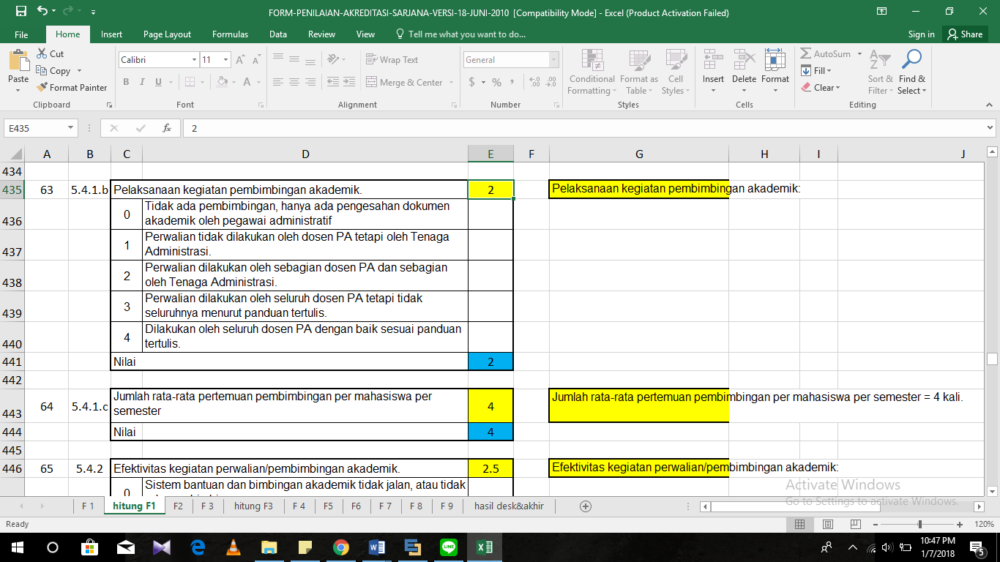 FORM-PENILAIAN-AKREDITASI-SARJANA-VERSI-18-JUNI-2010 [Compatibility Mode] - Excel (Product Activation Failed)
File Home Insert Page Layout Formulas Data Review View Tell me what you want to do... Sign in Share
Paste
Cut
Copy
Format Painter
Clipboard
Calibri 11
B I U A
Font
Wrap Text
Merge & Center
Alignment
General
$ % ,
Number
Conditional Formatting
Format as Table
Cell Styles
Styles
Insert Delete Format
Cells
AutoSum
Fill
Clear
Sort & Filter
Find & Select
Editing
E435 fx 2
A B C D E F G H I J
434
435 63 5.4.1.b Pelaksanaan kegiatan pembimbingan akademik. 2 Pelaksanaan kegiatan pembimbingan akademik:
436 0 Tidak ada pembimbingan, hanya ada pengesahan dokumen
akademik oleh pegawai administratif
437 1 Perwalian tidak dilakukan oleh dosen PA tetapi oleh Tenaga
Administrasi.
438 2 Perwalian dilakukan oleh sebagian dosen PA dan sebagian
oleh Tenaga Administrasi.
439 3 Perwalian dilakukan oleh seluruh dosen PA tetapi tidak
seluruhnya menurut panduan tertulis.
440 4 Dilakukan oleh seluruh dosen PA dengan baik sesuai panduan
tertulis.
441 Nilai 2
442
443 64 5.4.1.c Jumlah rata-rata pertemuan pembimbingan per mahasiswa per
semester 4 Jumlah rata-rata pertemuan pembimbingan per mahasiswa per semester = 4 kali.
444 Nilai 4
445
446 65 5.4.2 Efektivitas kegiatan perwalian/pembimbingan akademik. 2.5 Efektivitas kegiatan perwalian/pembimbingan akademik:
0 Sistem bantuan dan bimbingan akademik tidak jalan, atau tidak
Activate Windows
Go to Settings to activate Windows.
F 1 hitung F1 F2 F 3 hitung F3 F 4 F5 F6 F 7 F 8 F 9 hasil desk&akhir
Ready 120%
10:47 PM
1/7/2018
5